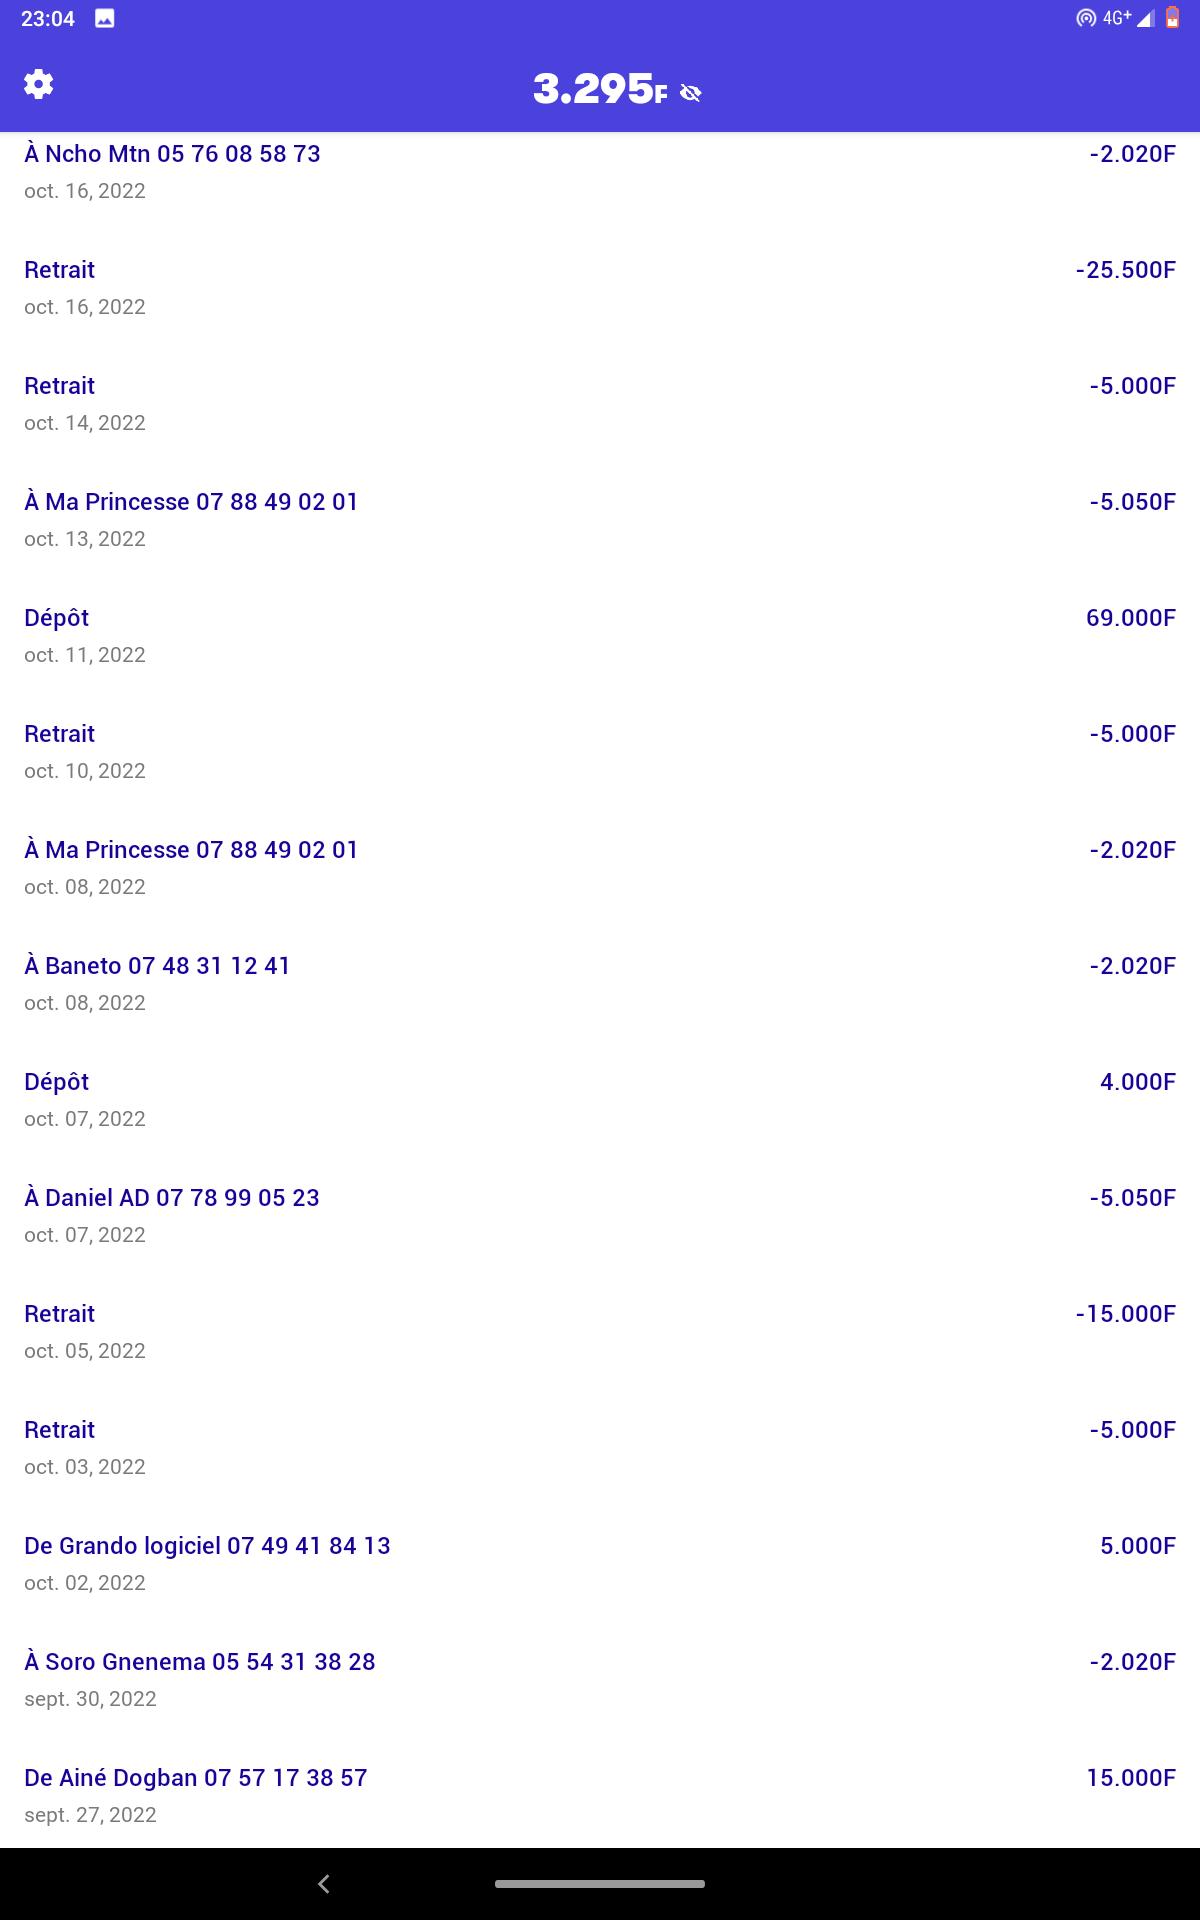 23:04 4G+
3.295F
À Ncho Mtn 05 76 08 58 73 -2.020F
oct. 16, 2022
Retrait -25.500F
oct. 16, 2022
Retrait -5.000F
oct. 14, 2022
À Ma Princesse 07 88 49 02 01 -5.050F
oct. 13, 2022
Dépôt 69.000F
oct. 11, 2022
Retrait -5.000F
oct. 10, 2022
À Ma Princesse 07 88 49 02 01 -2.020F
oct. 08, 2022
À Baneto 07 48 31 12 41 -2.020F
oct. 08, 2022
Dépôt 4.000F
oct. 07, 2022
À Daniel AD 07 78 99 05 23 -5.050F
oct. 07, 2022
Retrait -15.000F
oct. 05, 2022
Retrait -5.000F
oct. 03, 2022
De Grando logiciel 07 49 41 84 13 5.000F
oct. 02, 2022
À Soro Gnenema 05 54 31 38 28 -2.020F
sept. 30, 2022
De Ainé Dogban 07 57 17 38 57 15.000F
sept. 27, 2022